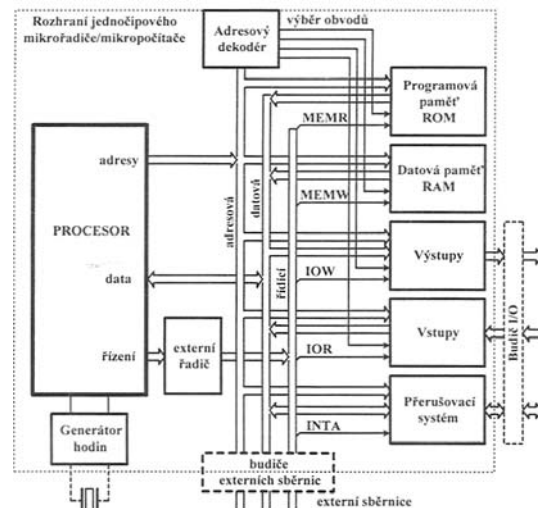 Rozhraní jednočipového
mikrořadiče/mikropočítače
Adresový
dekodér
výběr obvodů
Programová
paměť
ROM
MEMR
adresy
Datová paměť
RAM
MEMW
PROCESOR
adresová
datová
řídící
Výstupy
IOW
data
Vstupy
IOR
Budič I/O
řízení
externí
řadič
Přerušovací
systém
INTA
Generátor
hodin
budiče
externích sběrnic
externí sběrnice